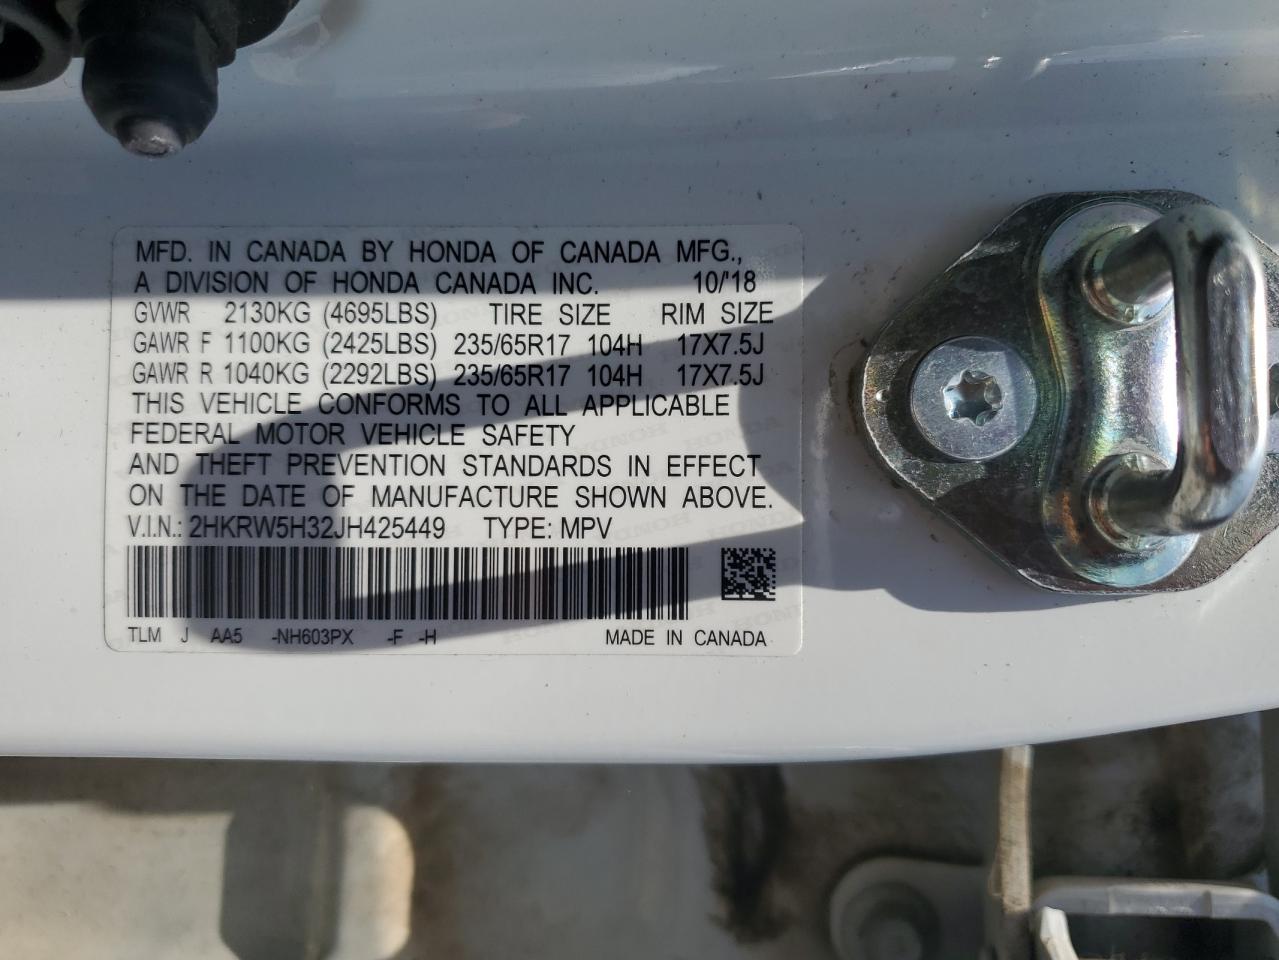 MFD. IN CANADA BY HONDA OF CANADA MFG.,
A DIVISION OF HONDA CANADA INC. 10/'18
GVWR 2130KG (4695LBS) TIRE SIZE RIM SIZE
GAWR F 1100KG (2425LBS) 235/65R17 104H 17X7.5J
GAWR R 1040KG (2292LBS) 235/65R17 104H 17X7.5J
THIS VEHICLE CONFORMS TO ALL APPLICABLE
FEDERAL MOTOR VEHICLE SAFETY
AND THEFT PREVENTION STANDARDS IN EFFECT
ON THE DATE OF MANUFACTURE SHOWN ABOVE.
V.I.N.: 2HKRW5H32JH425449 TYPE: MPV
TLM J AA5 -NH603PX -F -H MADE IN CANADA